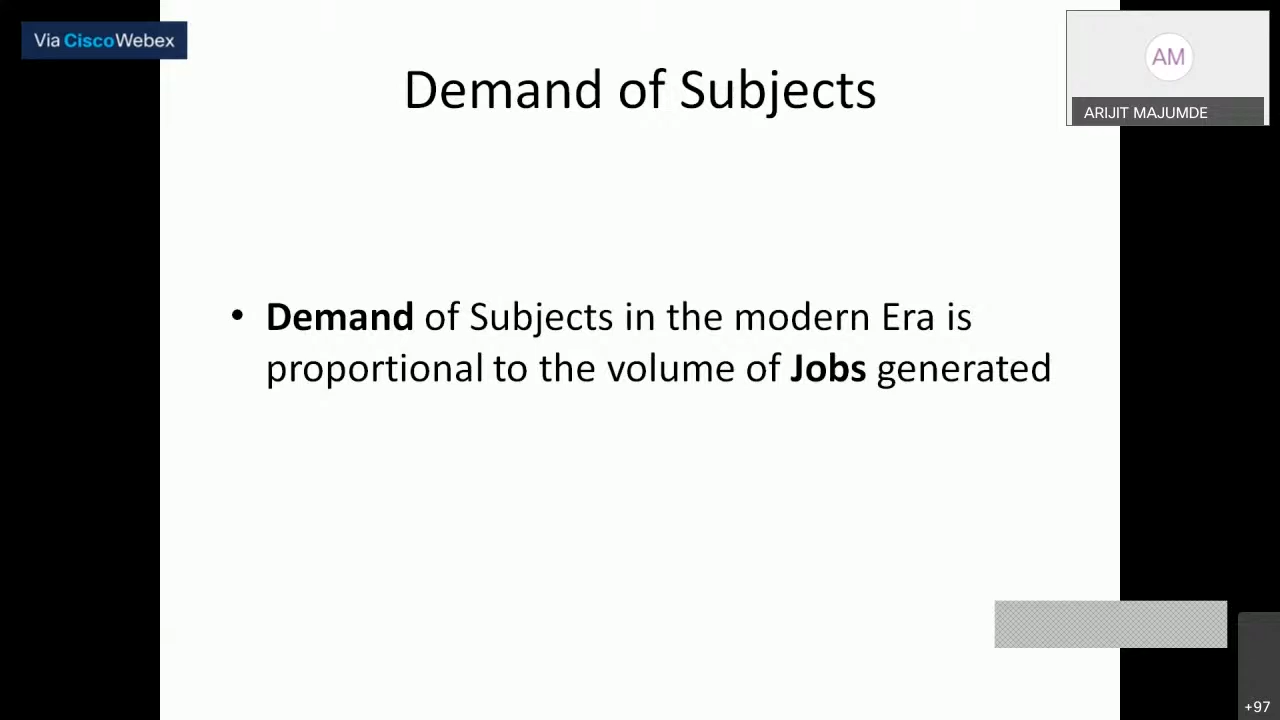 Via CiscoWebex
AM
ARIJIT MAJUMDE
Demand of Subjects
• Demand of Subjects in the modern Era is
proportional to the volume of Jobs generated
+97